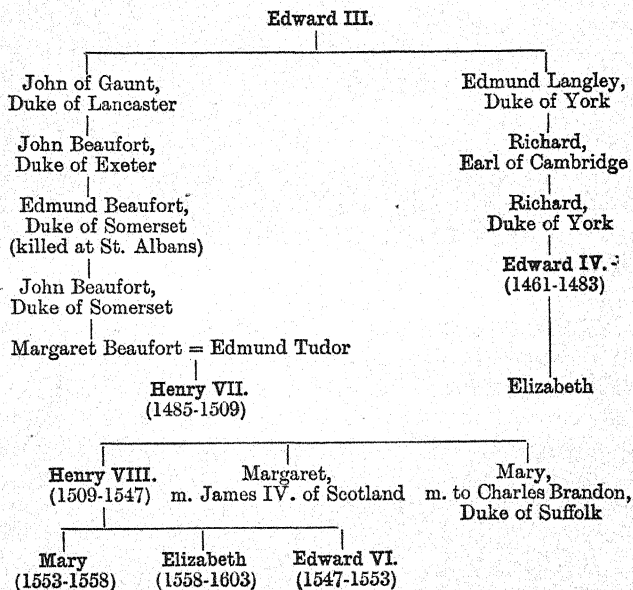 Edward III.
John of Gaunt,
Duke of Lancaster
Edmund Langley,
Duke of York
John Beaufort,
Duke of Exeter
Richard,
Earl of Cambridge
Edmund Beaufort,
Duke of Somerset
(killed at St. Albans)
Richard,
Duke of York
Edward IV.
(1461-1483)
John Beaufort,
Duke of Somerset
Margaret Beaufort = Edmund Tudor
Henry VII.
(1485-1509)
Elizabeth
Henry VIII.
(1509-1547)
Margaret,
m. James IV. of Scotland
Mary,
m. to Charles Brandon,
Duke of Suffolk
Mary
(1553-1558)
Elizabeth
(1558-1603)
Edward VI.
(1547-1553)